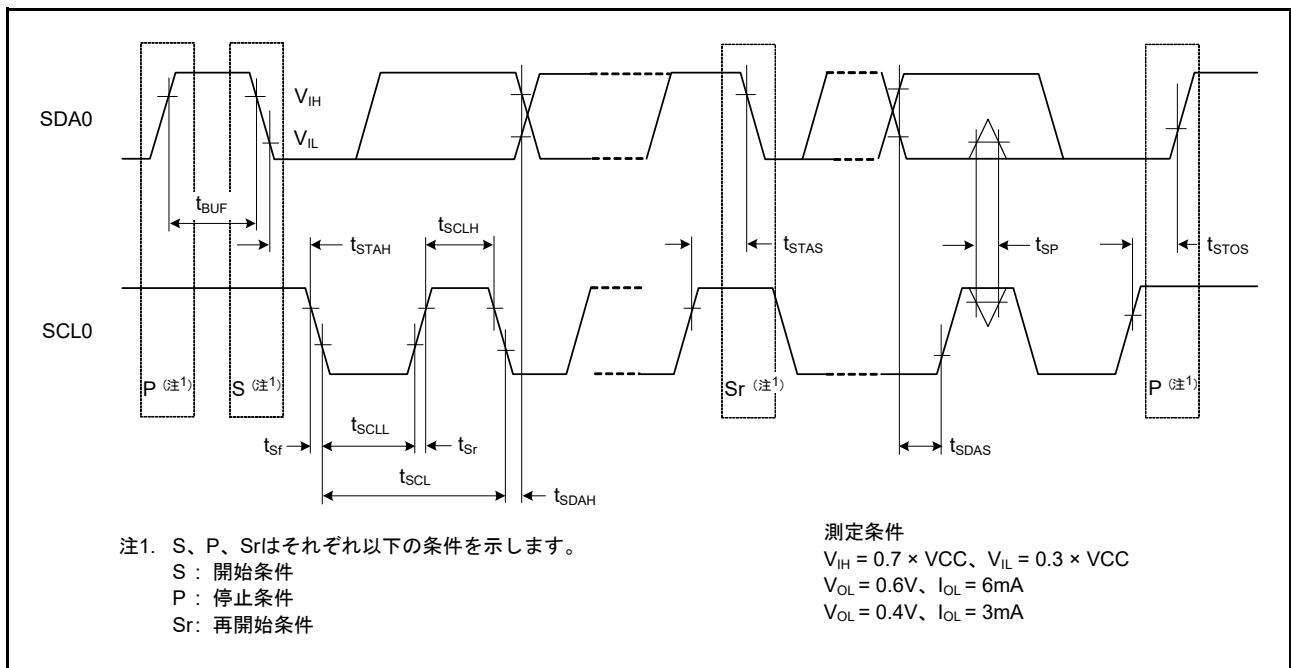 SDA0
V_IH
V_IL
t_BUF
t_STAH
t_SCLH
t_STAS
t_SP
t_STOS
SCL0
P (注1)
S (注1)
Sr (注1)
P (注1)
t_Sf
t_SCLL
t_Sr
t_SDAS
t_SCL
t_SDAH
注1. S、P、Srはそれぞれ以下の条件を示します。
S : 開始条件
P : 停止条件
Sr: 再開始条件
測定条件
V_IH = 0.7 × VCC、V_IL = 0.3 × VCC
V_OL = 0.6V、I_OL = 6mA
V_OL = 0.4V、I_OL = 3mA